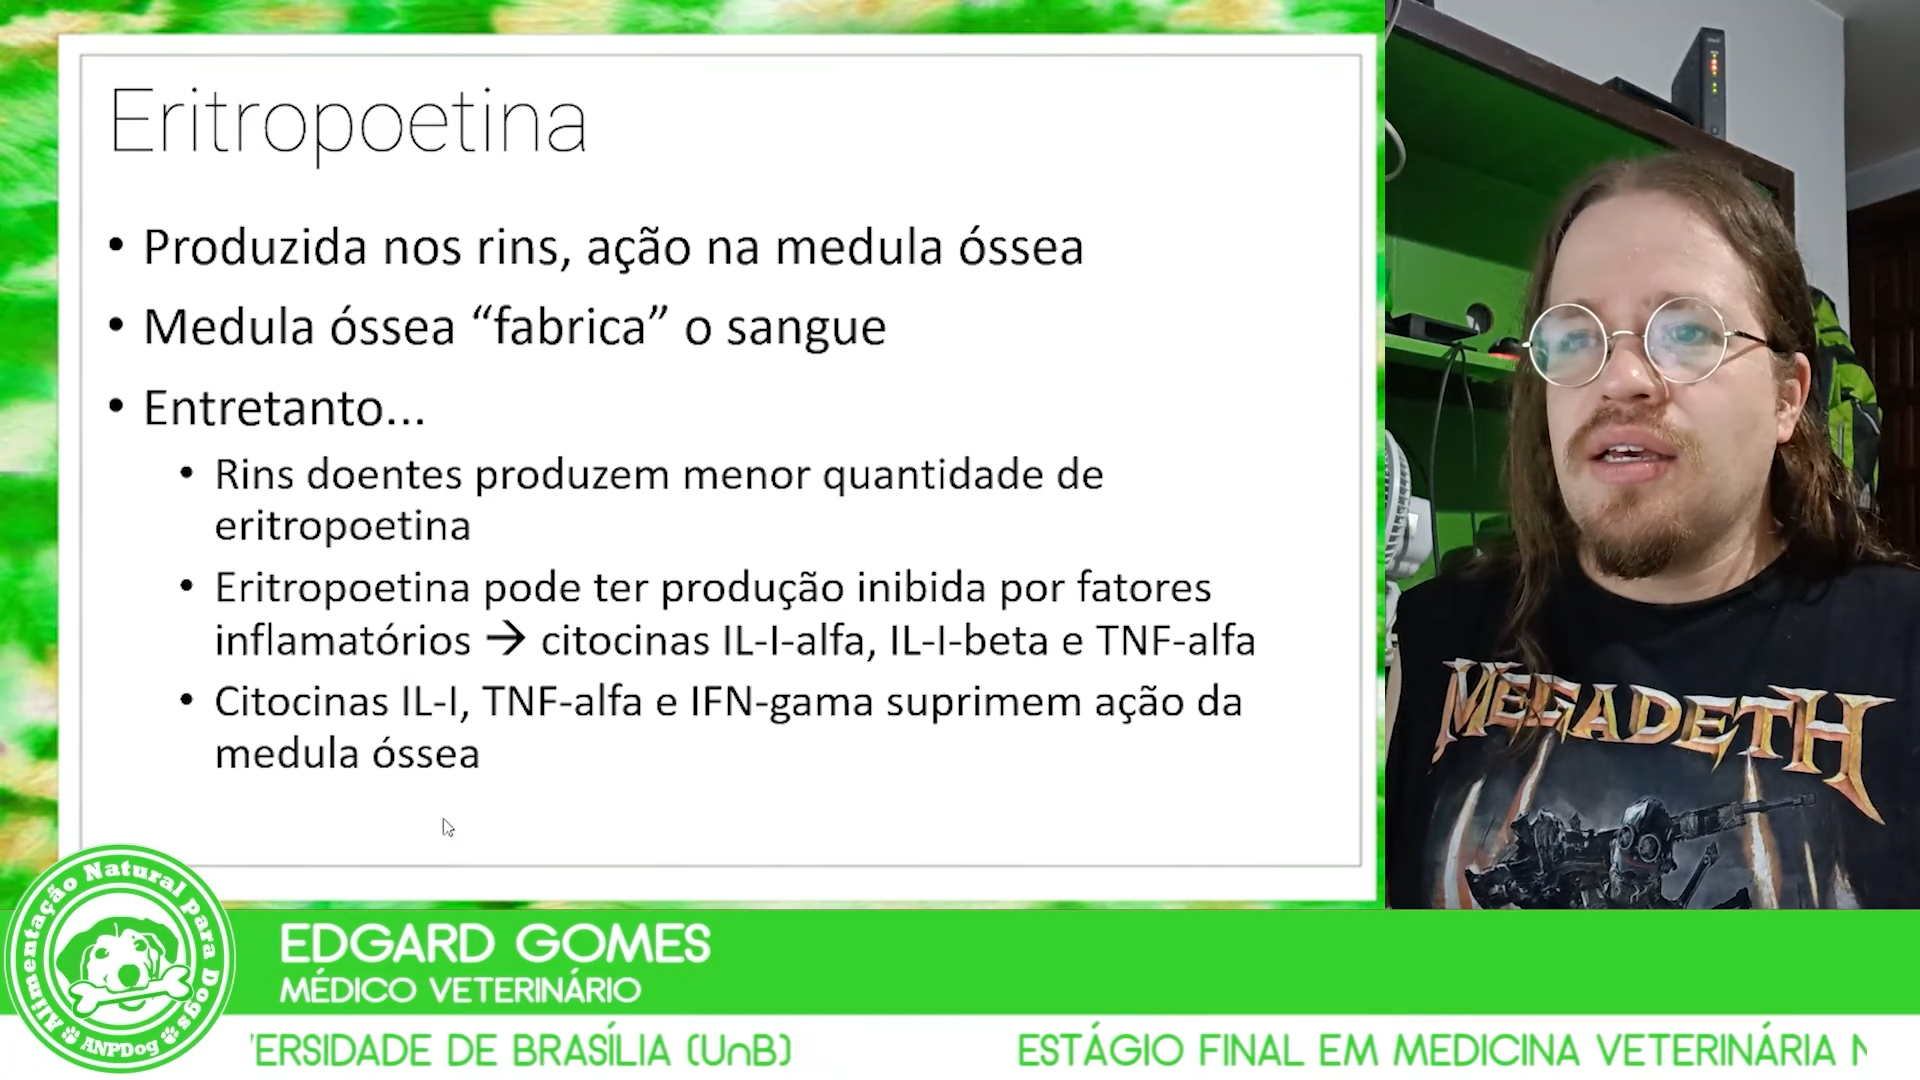 Eritropoetina
• Produzida nos rins, ação na medula óssea
• Medula óssea “fabrica” o sangue
• Entretanto...
• Rins doentes produzem menor quantidade de
eritropoetina
• Eritropoetina pode ter produção inibida por fatores
inflamatórios → citocinas IL-I-alfa, IL-I-beta e TNF-alfa
• Citocinas IL-I, TNF-alfa e IFN-gama suprimem ação da
medula óssea
MEGADETH
Alimentação Natural para Dogs
ANPDog
EDGARD GOMES
MÉDICO VETERINÁRIO
VERSIDADE DE BRASÍLIA (UnB)
ESTÁGIO FINAL EM MEDICINA VETERINÁRIA N